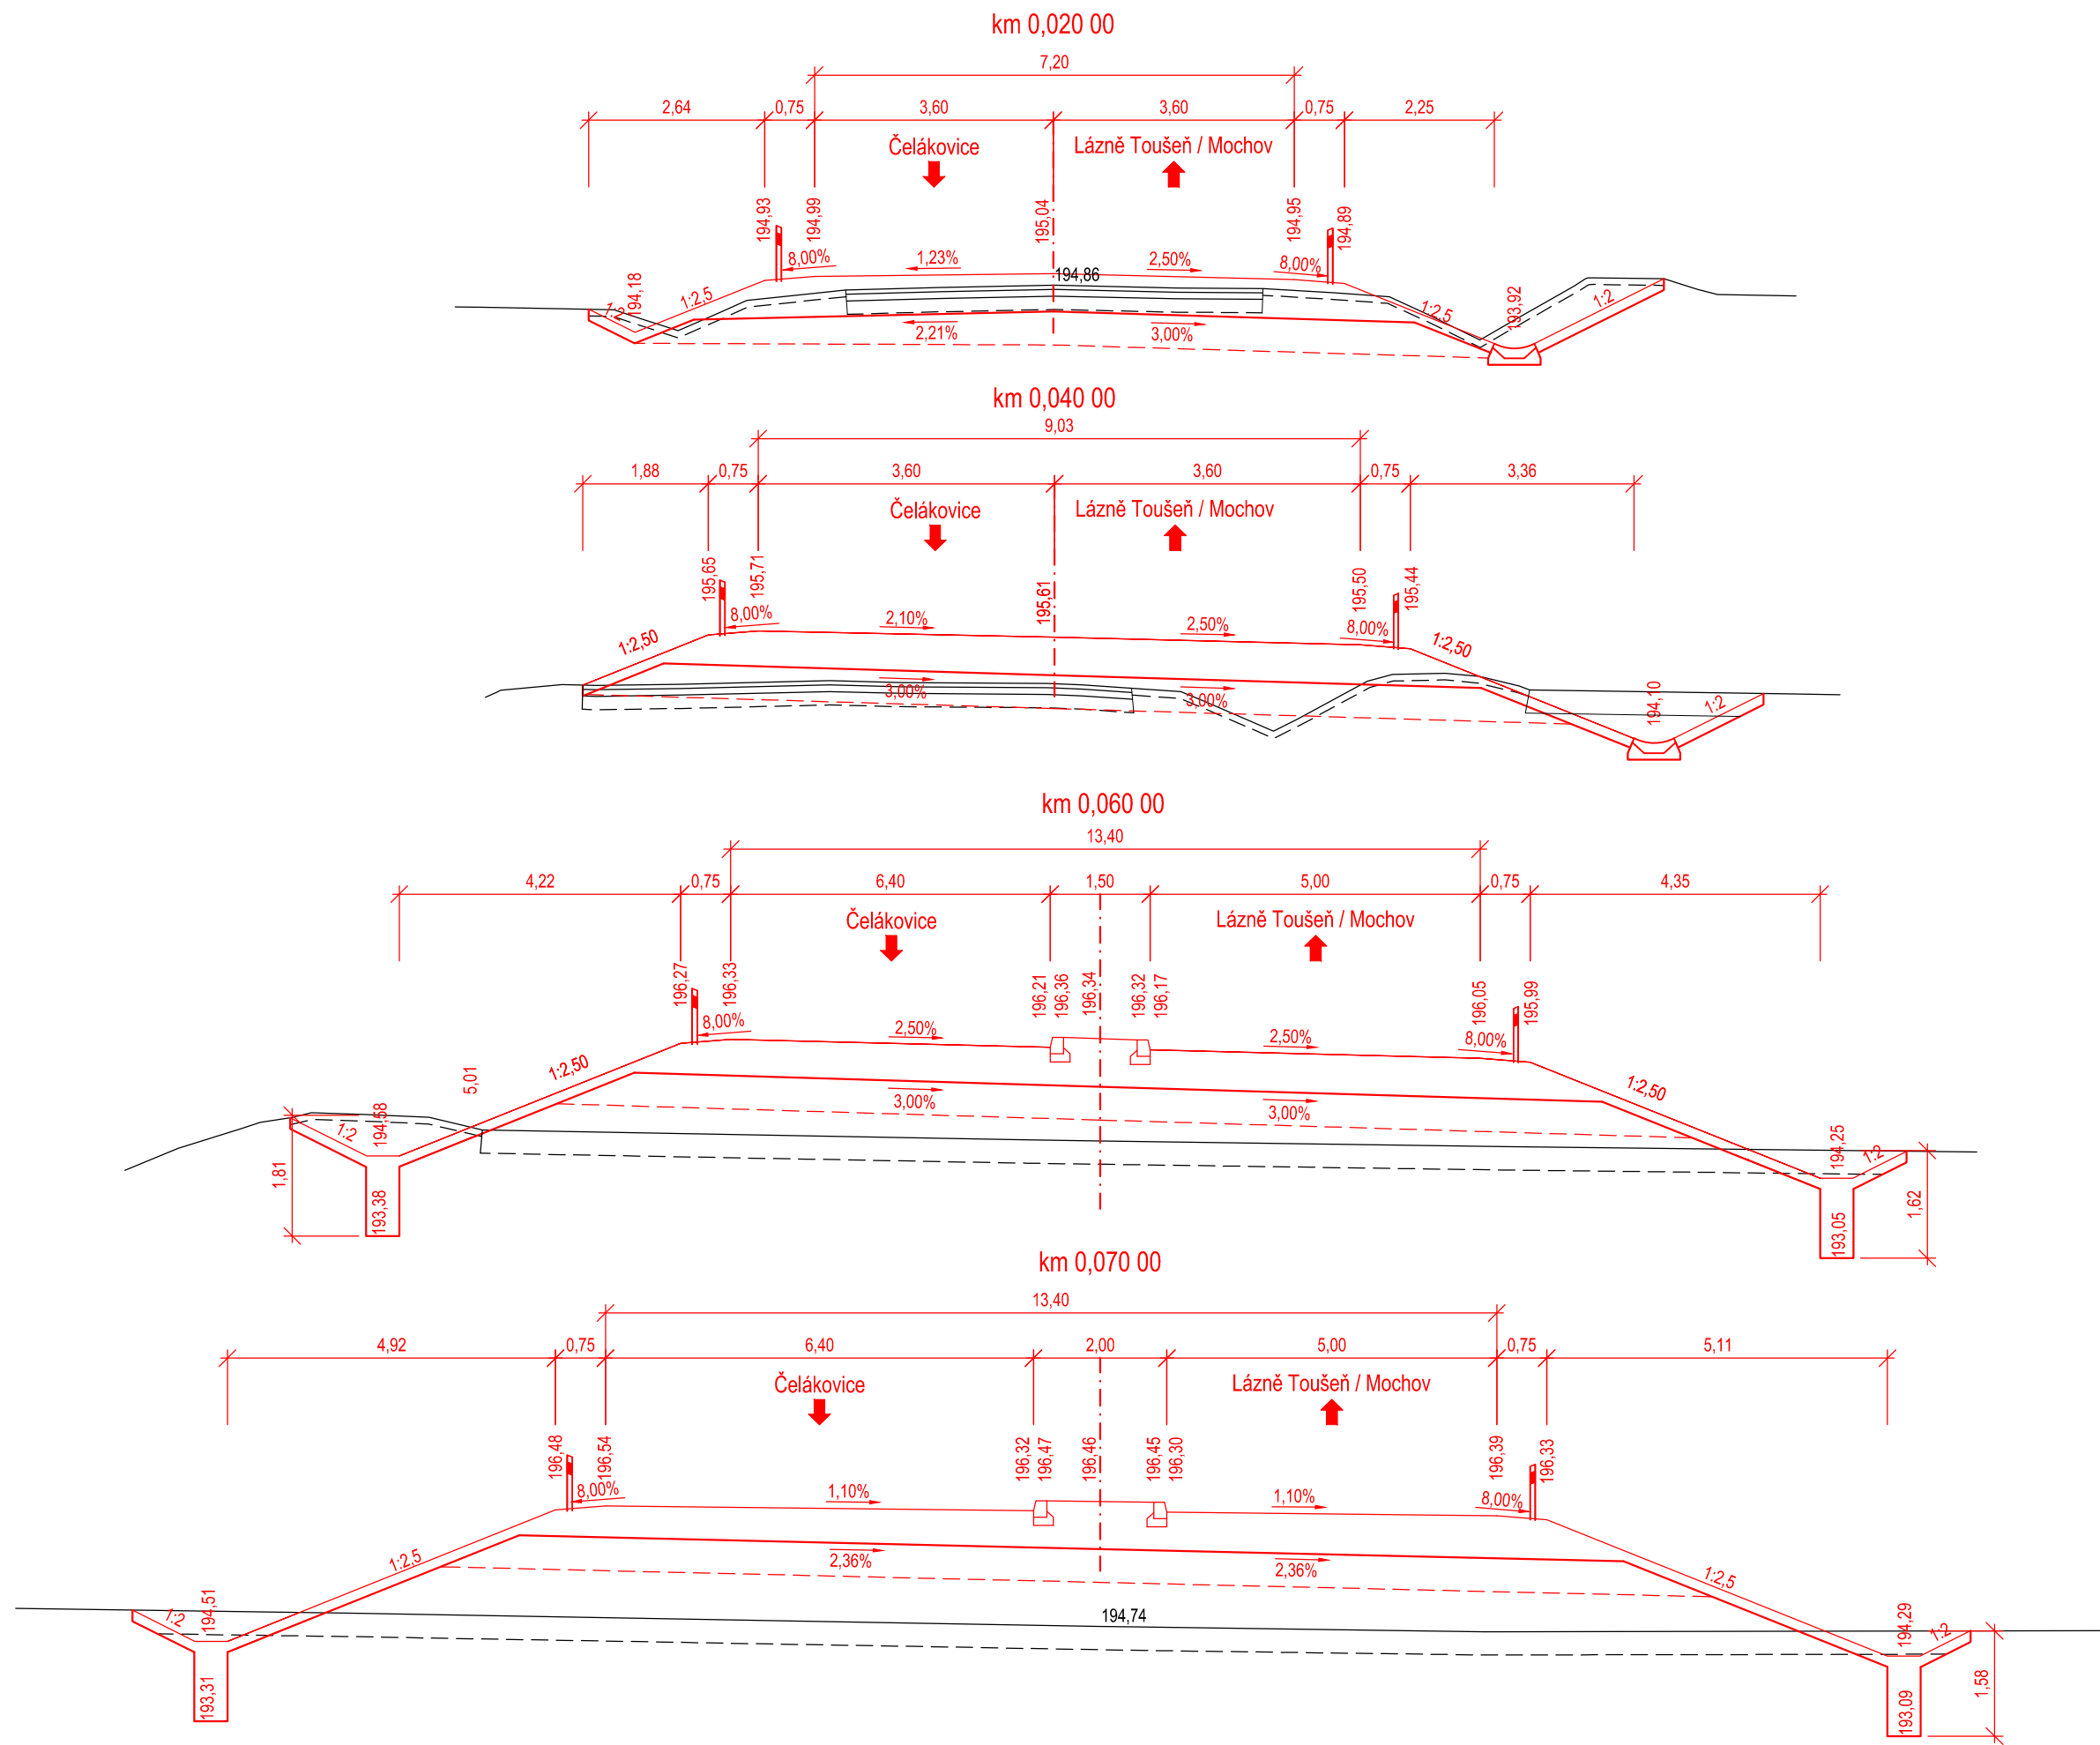 km 0,020 00
7,20
2,64 0,75 3,60 3,60 0,75 2,25
Čelákovice Lázně Toušeň / Mochov
194,93 194,99 195,04 194,95 194,89
8,00% 1,23% 2,50% 8,00%
194,86
1:2 194,18 1:2,5 1:2,5 193,92 1:2
2,21% 3,00%
km 0,040 00
9,03
1,88 0,75 3,60 3,60 0,75 3,36
Čelákovice Lázně Toušeň / Mochov
195,65 195,71 195,61 195,50 195,44
8,00% 2,10% 2,50% 8,00%
1:2,50 1:2,50
3,00% 3,00% 194,10 1:2
km 0,060 00
13,40
4,22 0,75 6,40 1,50 5,00 0,75 4,35
Čelákovice Lázně Toušeň / Mochov
196,27 196,33 196,21 196,36 196,34 196,32 196,17 196,05 195,99
8,00% 2,50% 2,50% 8,00%
5,01 1:2,50 1:2,50
3,00% 3,00%
1:2 194,58 194,25 1:2
1,81 193,38 193,05 1,62
km 0,070 00
13,40
4,92 0,75 6,40 2,00 5,00 0,75 5,11
Čelákovice Lázně Toušeň / Mochov
196,48 196,54 196,32 196,47 196,46 196,45 196,30 196,39 196,33
8,00% 1,10% 1,10% 8,00%
1:2,5 2,36% 2,36% 1:2,5
1:2 194,51 194,74 194,29 1:2
193,31 193,09 1,58